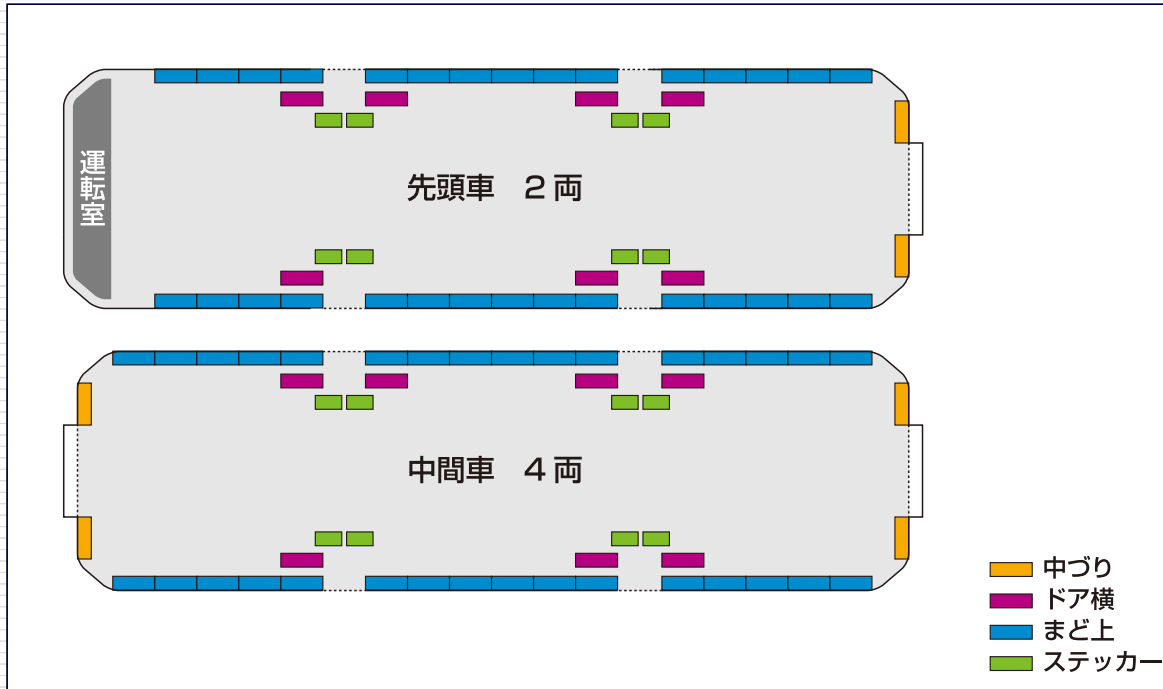 運転室
先頭車　2両
中間車　4両
中づり
ドア横
まど上
ステッカー